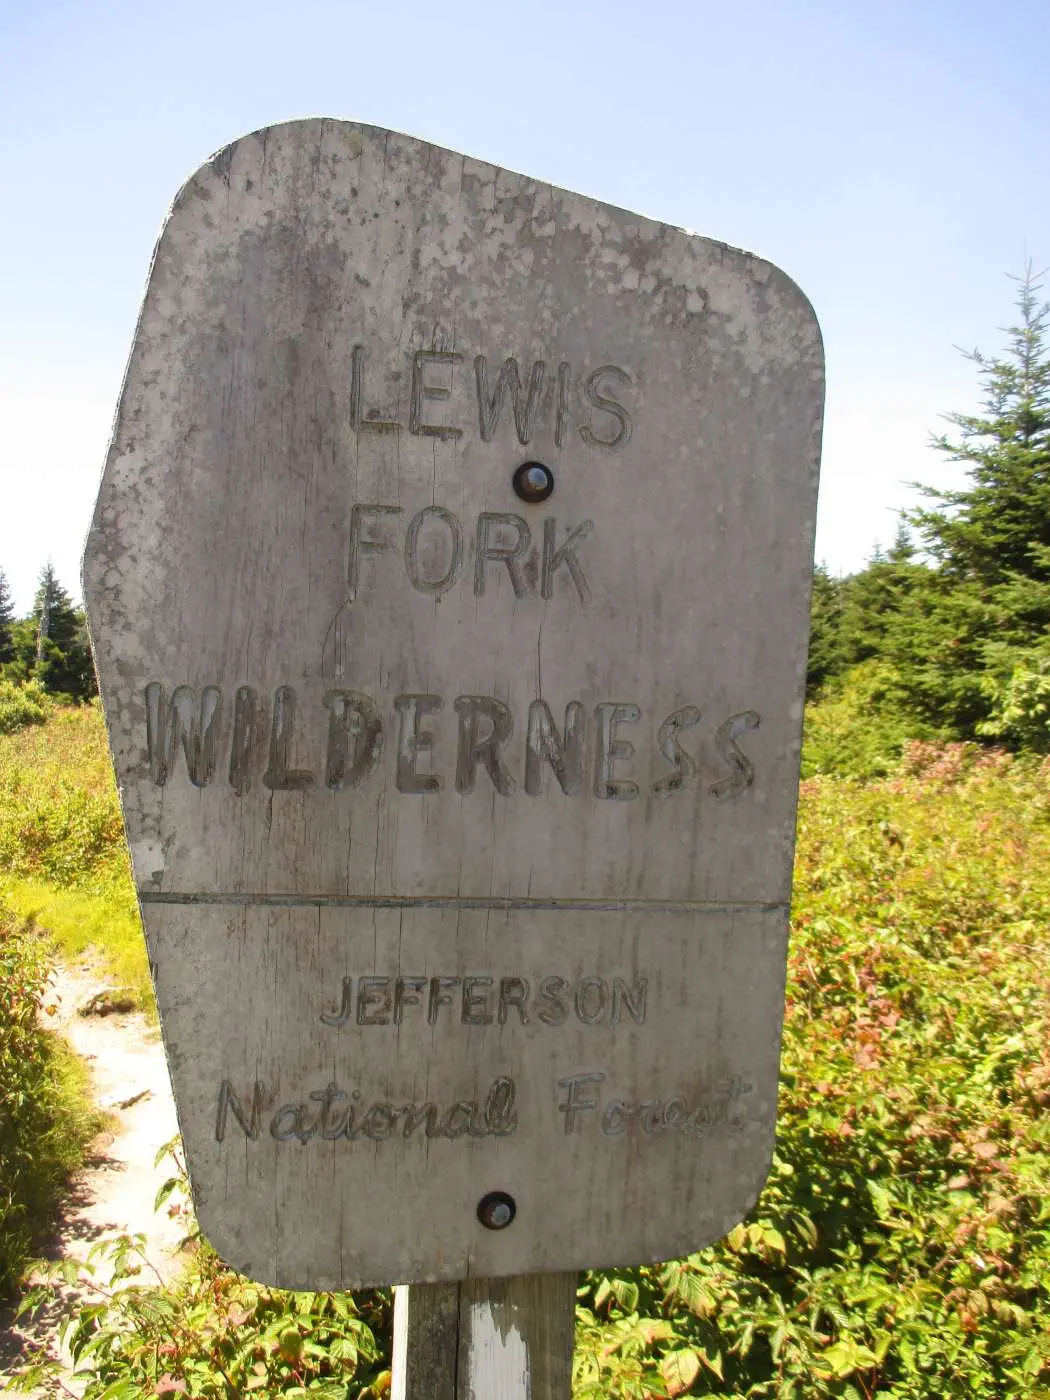 LEWIS
FORK
WILDERNESS
JEFFERSON
National Forest